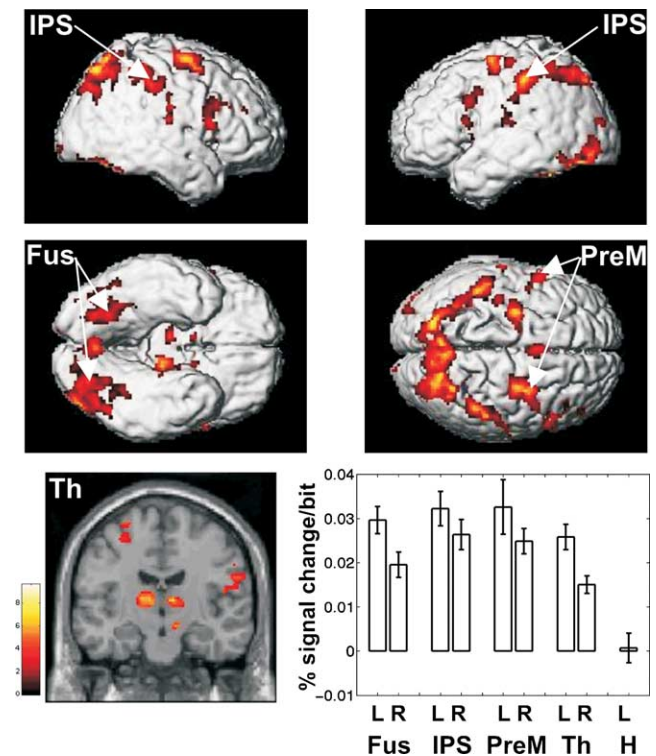 IPS
IPS
Fus
PreM
Th
8
6
4
2
0
% signal change/bit
0.04
0.03
0.02
0.01
0
−0.01
L R L R L R L R L
Fus IPS PreM Th H